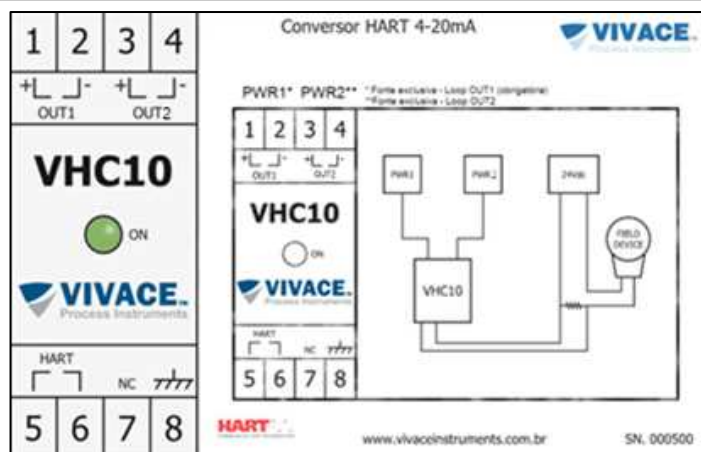 1 2 3 4
+ - + -
OUT1 OUT2
VHC10
ON
VIVACE
Process Instruments
HART
NC
5 6 7 8
Conversor HART 4-20mA
VIVACE
Process Instruments
PWR1* PWR2**
* Fonte exclusiva - Loop OUT1 (obrigatória)
**Fonte exclusiva - Loop OUT2
1 2 3 4
+ - + -
OUT1 OUT2
VHC10
ON
VIVACE
Process Instruments
HART
NC
5 6 7 8
PWR1
PWR2
FIELD
DEVICE
VHC10
HART
www.vivaceinstruments.com.br
SN. 000500